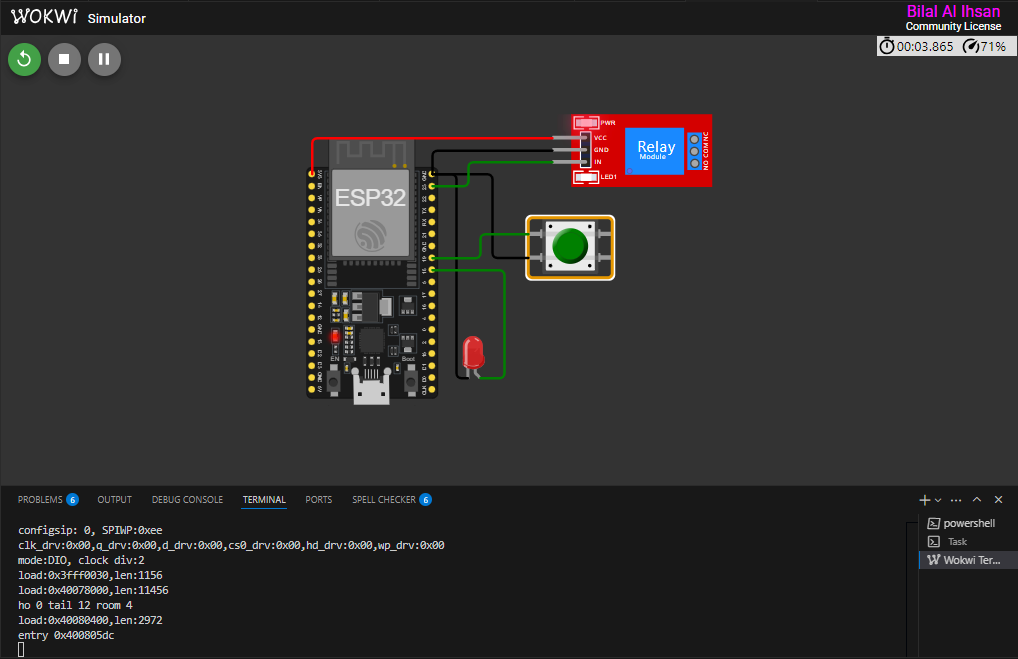 WOKWI Simulator
Bilal Al Ihsan
Community License
00:03.865 71%
PWR
VCC
GND
IN
LED1
Relay
Module
NO COM NC
ESP32
EN
Boot
PROBLEMS 6 OUTPUT DEBUG CONSOLE TERMINAL PORTS SPELL CHECKER 6
configsip: 0, SPIWP:0xee
clk_drv:0x00,q_drv:0x00,d_drv:0x00,cs0_drv:0x00,hd_drv:0x00,wp_drv:0x00
mode:DIO, clock div:2
load:0x3fff0030,len:1156
load:0x40078000,len:11456
ho 0 tail 12 room 4
load:0x40080400,len:2972
entry 0x400805dc
powershell
Task
Wokwi Ter...